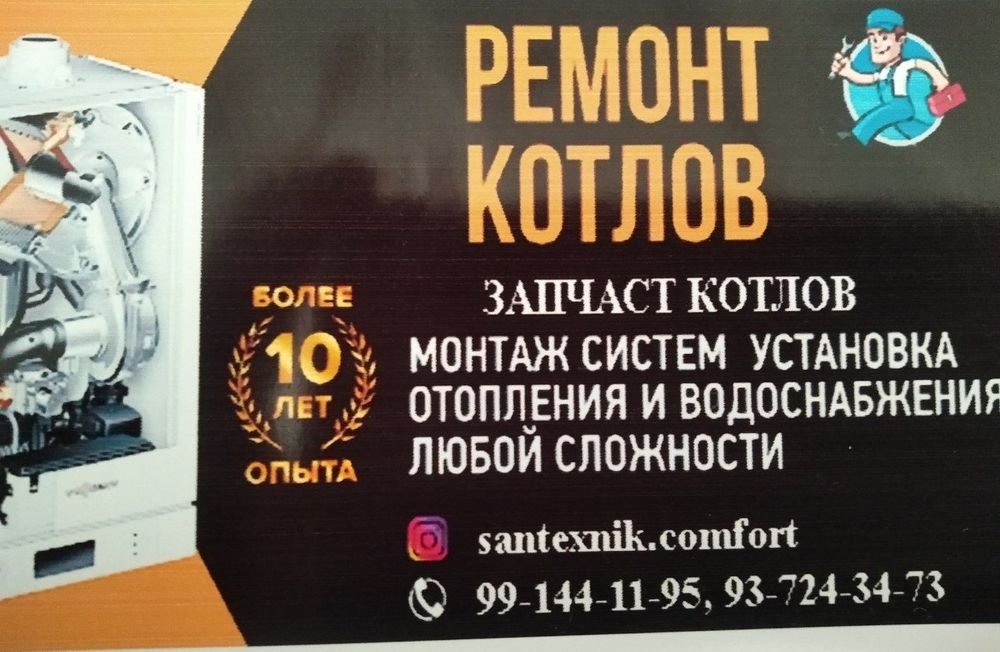 РЕМОНТ
КОТЛОВ
БОЛЕЕ
10
ЛЕТ
ОПЫТА
ЗАПЧАСТ КОТЛОВ
МОНТАЖ СИСТЕМ УСТАНОВКА
ОТОПЛЕНИЯ И ВОДОСНАБЖЕНИЯ
ЛЮБОЙ СЛОЖНОСТИ
santexnik.comfort
99-144-11-95, 93-724-34-73